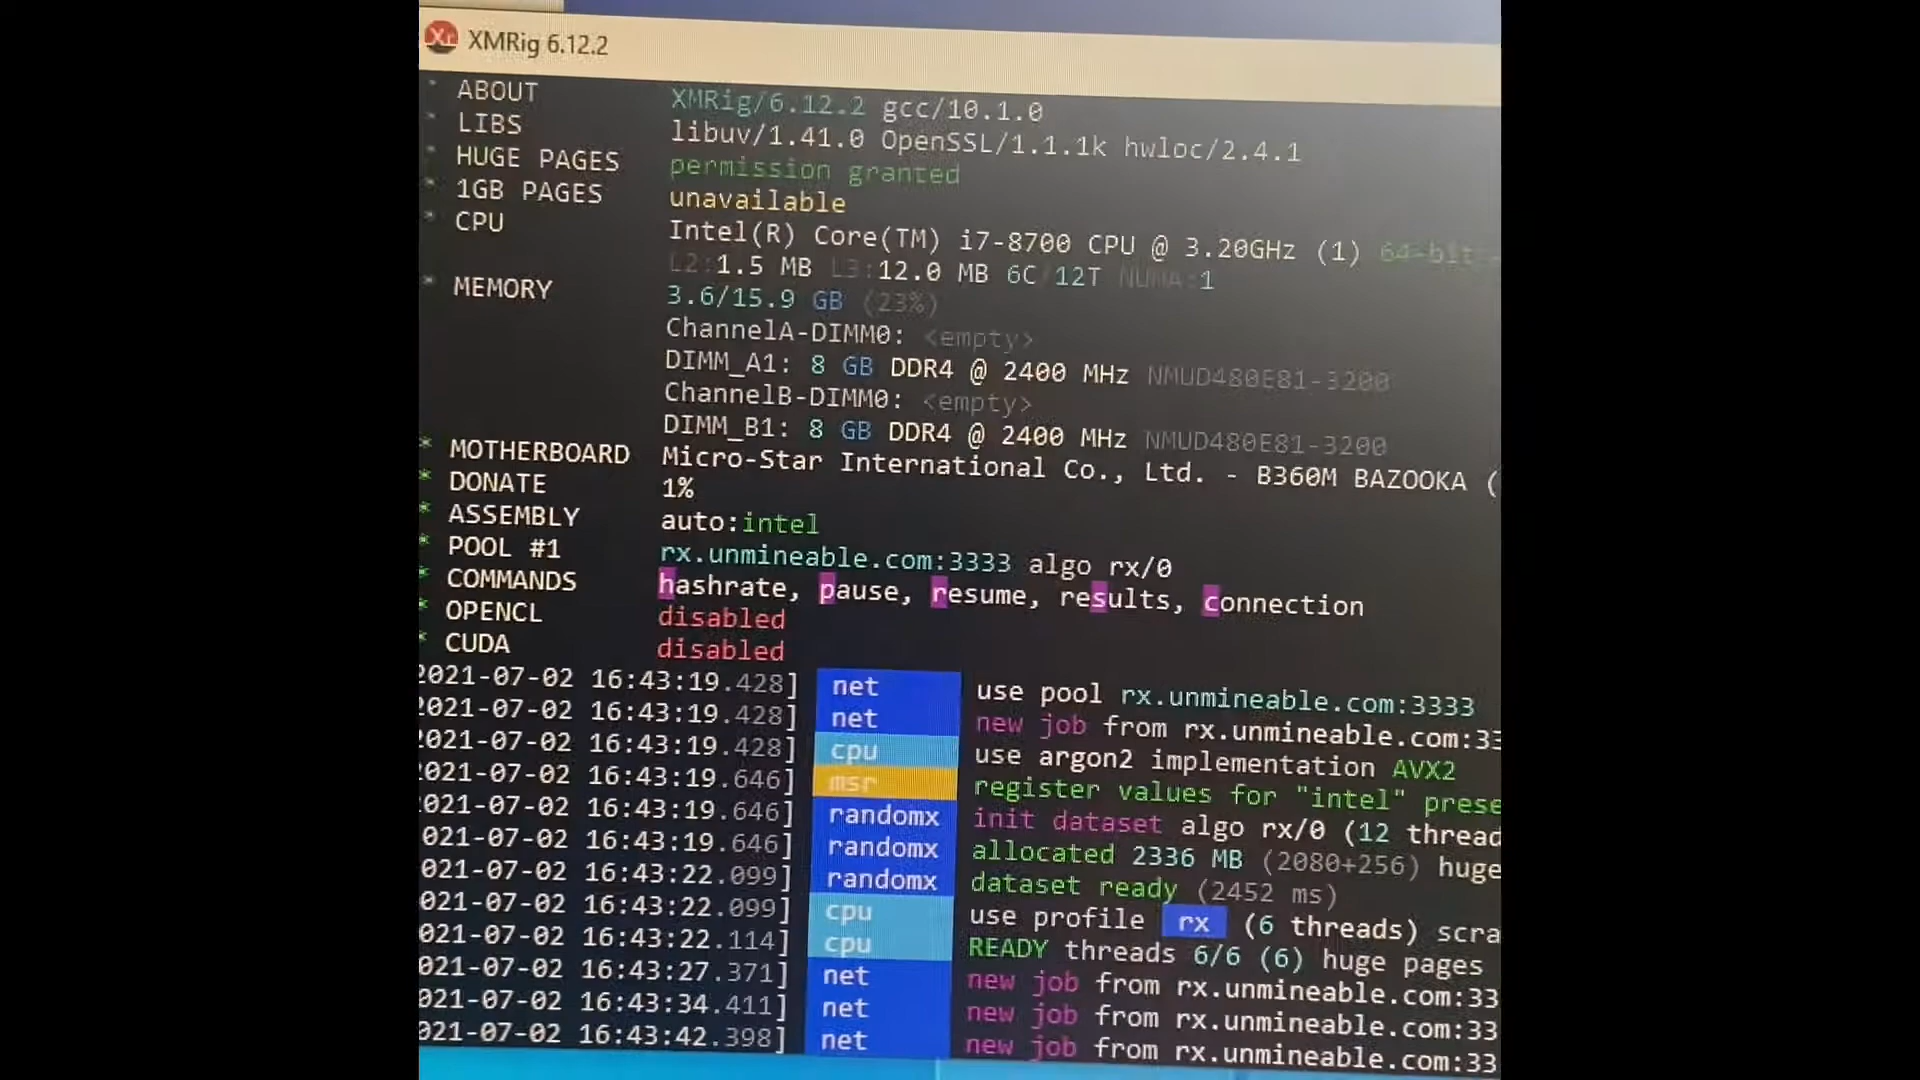 XMRig 6.12.2
* ABOUT XMRig/6.12.2 gcc/10.1.0
* LIBS libuv/1.41.0 OpenSSL/1.1.1k hwloc/2.4.1
* HUGE PAGES permission granted
* 1GB PAGES unavailable
* CPU Intel(R) Core(TM) i7-8700 CPU @ 3.20GHz (1) 64-bit
L2:1.5 MB L3:12.0 MB 6C/12T NUMA:1
* MEMORY 3.6/15.9 GB (23%)
ChannelA-DIMM0: <empty>
DIMM_A1: 8 GB DDR4 @ 2400 MHz NMUD480E81-3200
ChannelB-DIMM0: <empty>
DIMM_B1: 8 GB DDR4 @ 2400 MHz NMUD480E81-3200
* MOTHERBOARD Micro-Star International Co., Ltd. - B360M BAZOOKA (
* DONATE 1%
* ASSEMBLY auto:intel
* POOL #1 rx.unmineable.com:3333 algo rx/0
* COMMANDS hashrate, pause, resume, results, connection
* OPENCL disabled
* CUDA disabled
2021-07-02 16:43:19.428] net use pool rx.unmineable.com:3333
2021-07-02 16:43:19.428] net new job from rx.unmineable.com:33
2021-07-02 16:43:19.428] cpu use argon2 implementation AVX2
2021-07-02 16:43:19.646] msr register values for "intel" prese
2021-07-02 16:43:19.646] randomx init dataset algo rx/0 (12 thread
021-07-02 16:43:19.646] randomx allocated 2336 MB (2080+256) huge
021-07-02 16:43:22.099] randomx dataset ready (2452 ms)
021-07-02 16:43:22.099] cpu use profile rx (6 threads) scra
021-07-02 16:43:22.114] cpu READY threads 6/6 (6) huge pages
021-07-02 16:43:27.371] net new job from rx.unmineable.com:33
021-07-02 16:43:34.411] net new job from rx.unmineable.com:33
021-07-02 16:43:42.398] net new job from rx.unmineable.com:33